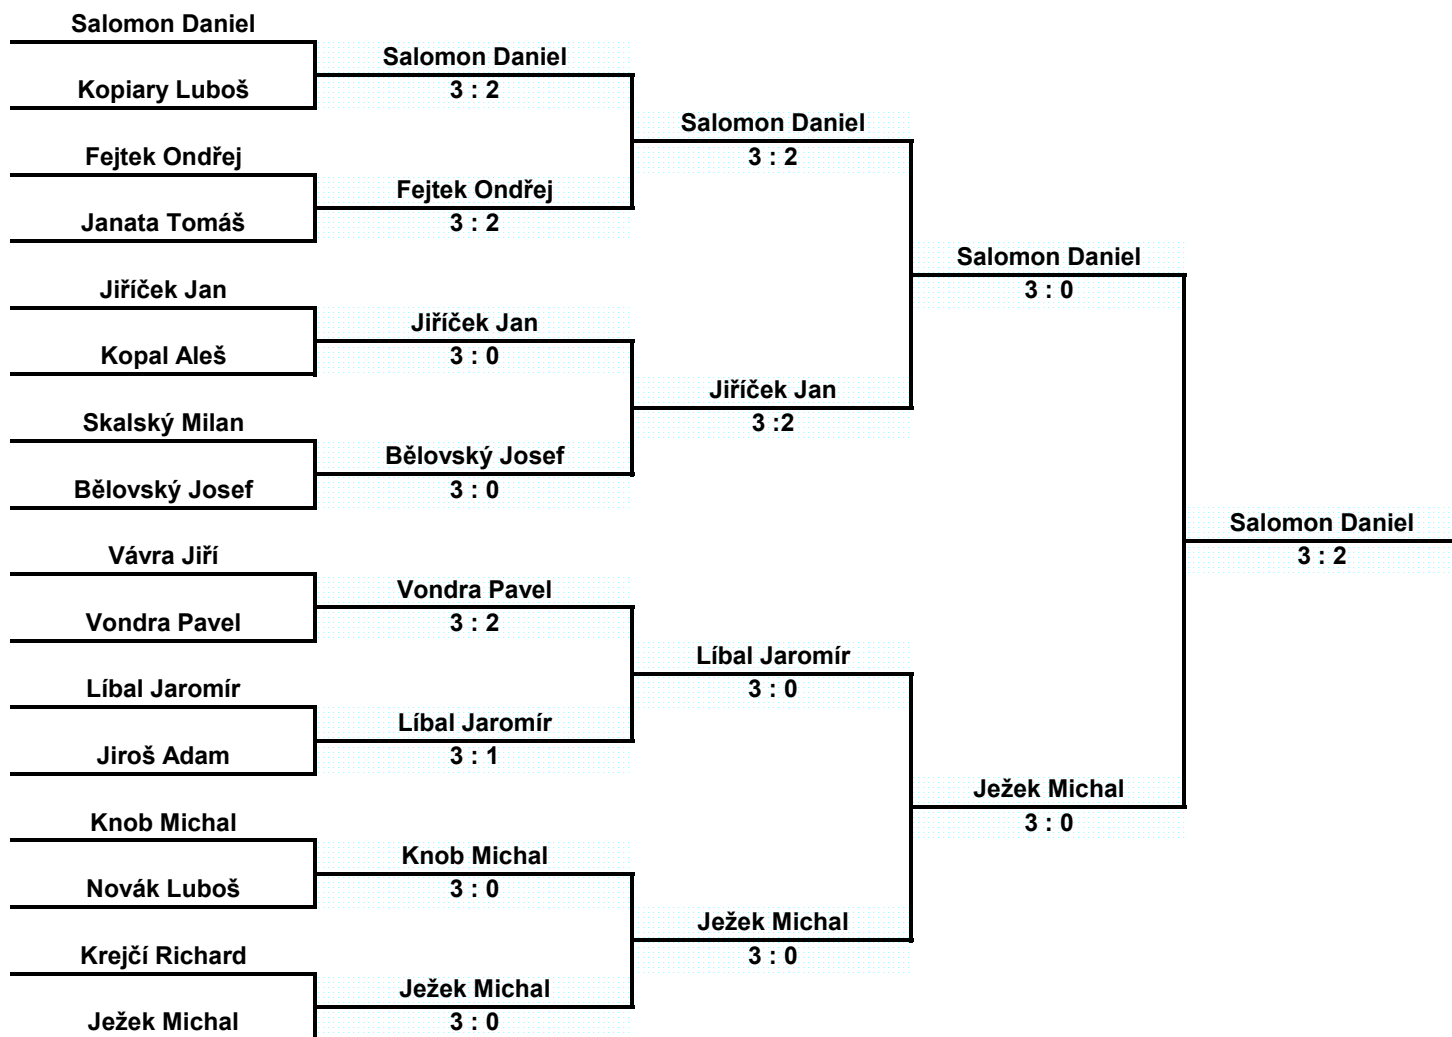 Salomon Daniel
Kopiary Luboš
Fejtek Ondřej
Janata Tomáš
Jiříček Jan
Kopal Aleš
Skalský Milan
Bělovský Josef
Vávra Jiří
Vondra Pavel
Líbal Jaromír
Jiroš Adam
Knob Michal
Novák Luboš
Krejčí Richard
Ježek Michal
Salomon Daniel
3 : 2
Fejtek Ondřej
3 : 2
Jiříček Jan
3 : 0
Bělovský Josef
3 : 0
Vondra Pavel
3 : 2
Líbal Jaromír
3 : 1
Knob Michal
3 : 0
Ježek Michal
3 : 0
Salomon Daniel
3 : 2
Jiříček Jan
3 :2
Líbal Jaromír
3 : 0
Ježek Michal
3 : 0
Salomon Daniel
3 : 0
Ježek Michal
3 : 0
Salomon Daniel
3 : 2